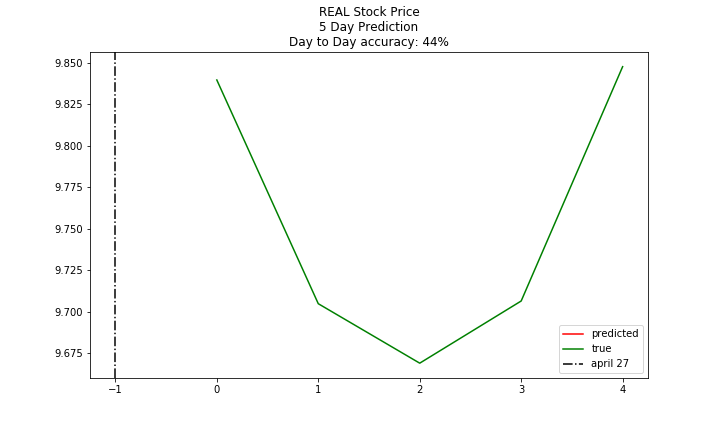 REAL Stock Price
5 Day Prediction
Day to Day accuracy: 44%
9.850
9.825
9.800
9.775
9.750
9.725
9.700
9.675
predicted
true
april 27
−1
0
1
2
3
4